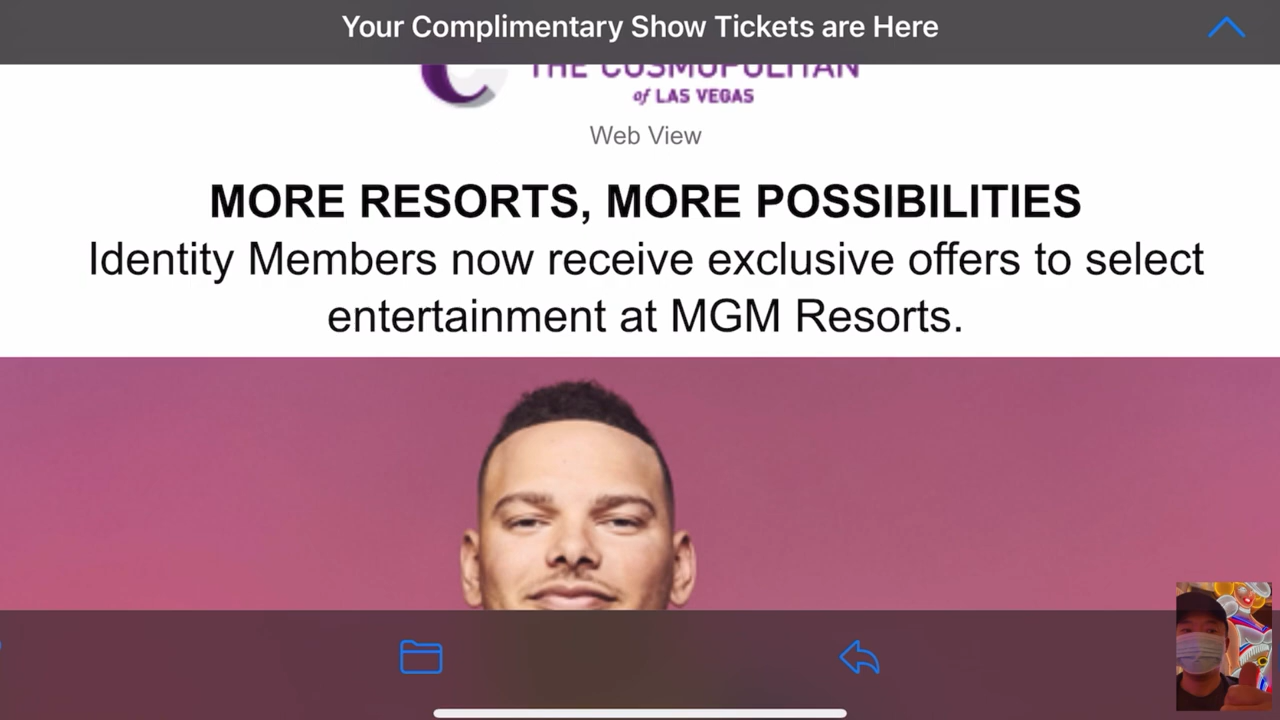 Your Complimentary Show Tickets are Here
THE COSMOPOLITAN
of LAS VEGAS
Web View
MORE RESORTS, MORE POSSIBILITIES
Identity Members now receive exclusive offers to select
entertainment at MGM Resorts.